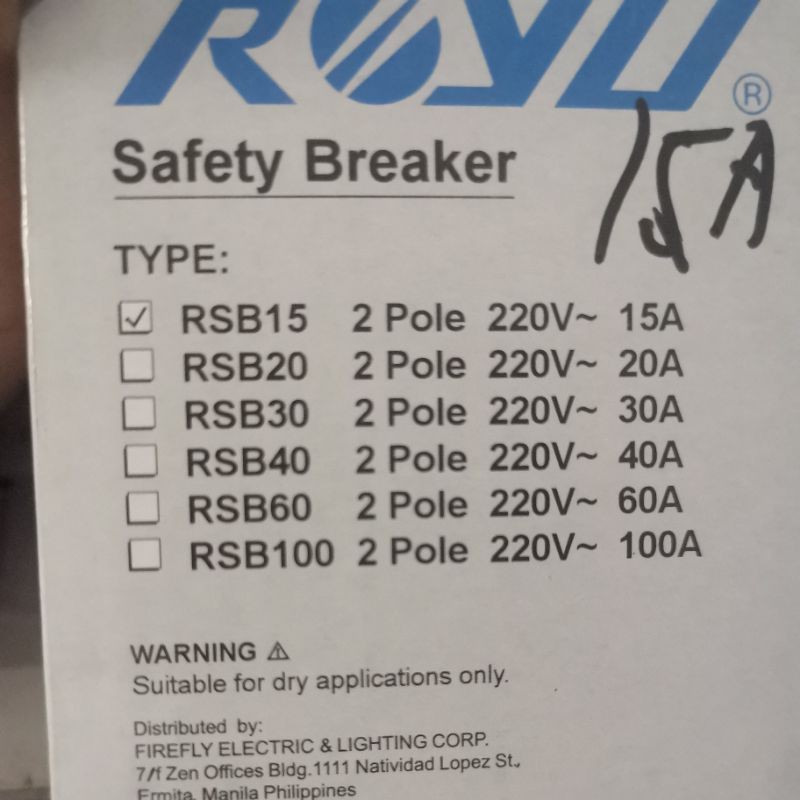 ROYU ®
15A
Safety Breaker
TYPE:
RSB15 2 Pole 220V~ 15A
RSB20 2 Pole 220V~ 20A
RSB30 2 Pole 220V~ 30A
RSB40 2 Pole 220V~ 40A
RSB60 2 Pole 220V~ 60A
RSB100 2 Pole 220V~ 100A
WARNING ⚠
Suitable for dry applications only.
Distributed by:
FIREFLY ELECTRIC & LIGHTING CORP.
7/f Zen Offices Bldg.1111 Natividad Lopez St.,
Ermita, Manila Philippines